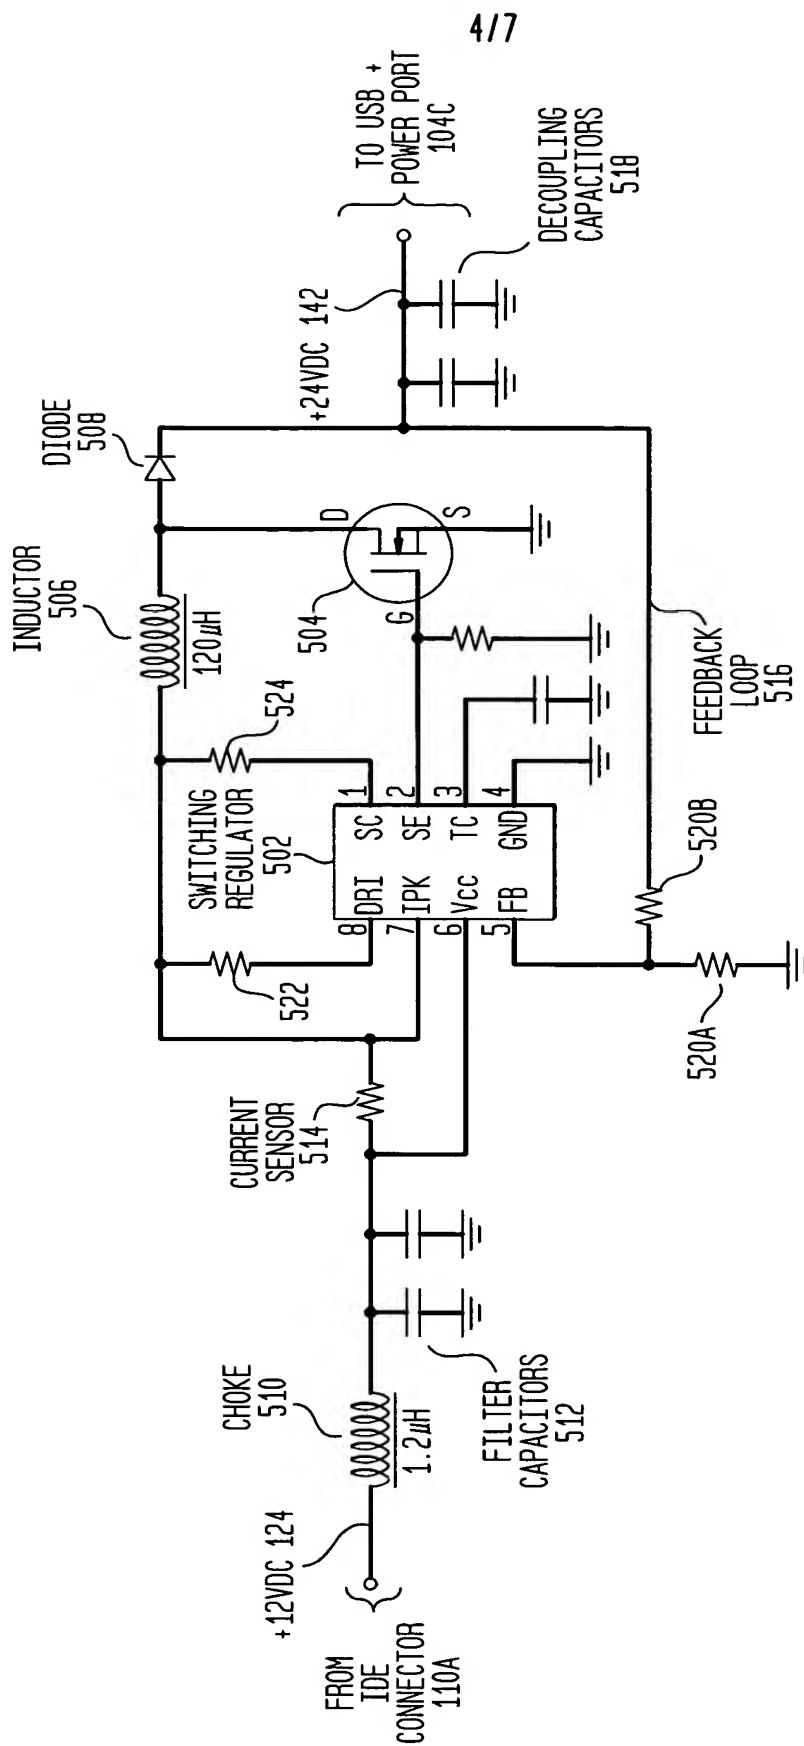 4/7
TO USB +
POWER PORT
104C
DECOUPLING
CAPACITORS
518
+24VDC 142
DIODE
508
INDUCTOR
506
120µH
D
S
G
504
524
SWITCHING
REGULATOR
502
522
8
DRI
SC
1
7
IPK
SE
2
6
Vcc
TC
3
5
FB
GND
4
FEEDBACK
LOOP
516
520B
520A
CURRENT
SENSOR
514
CHOKE
510
1.2µH
FILTER
CAPACITORS
512
+12VDC 124
FROM
IDE
CONNECTOR
110A